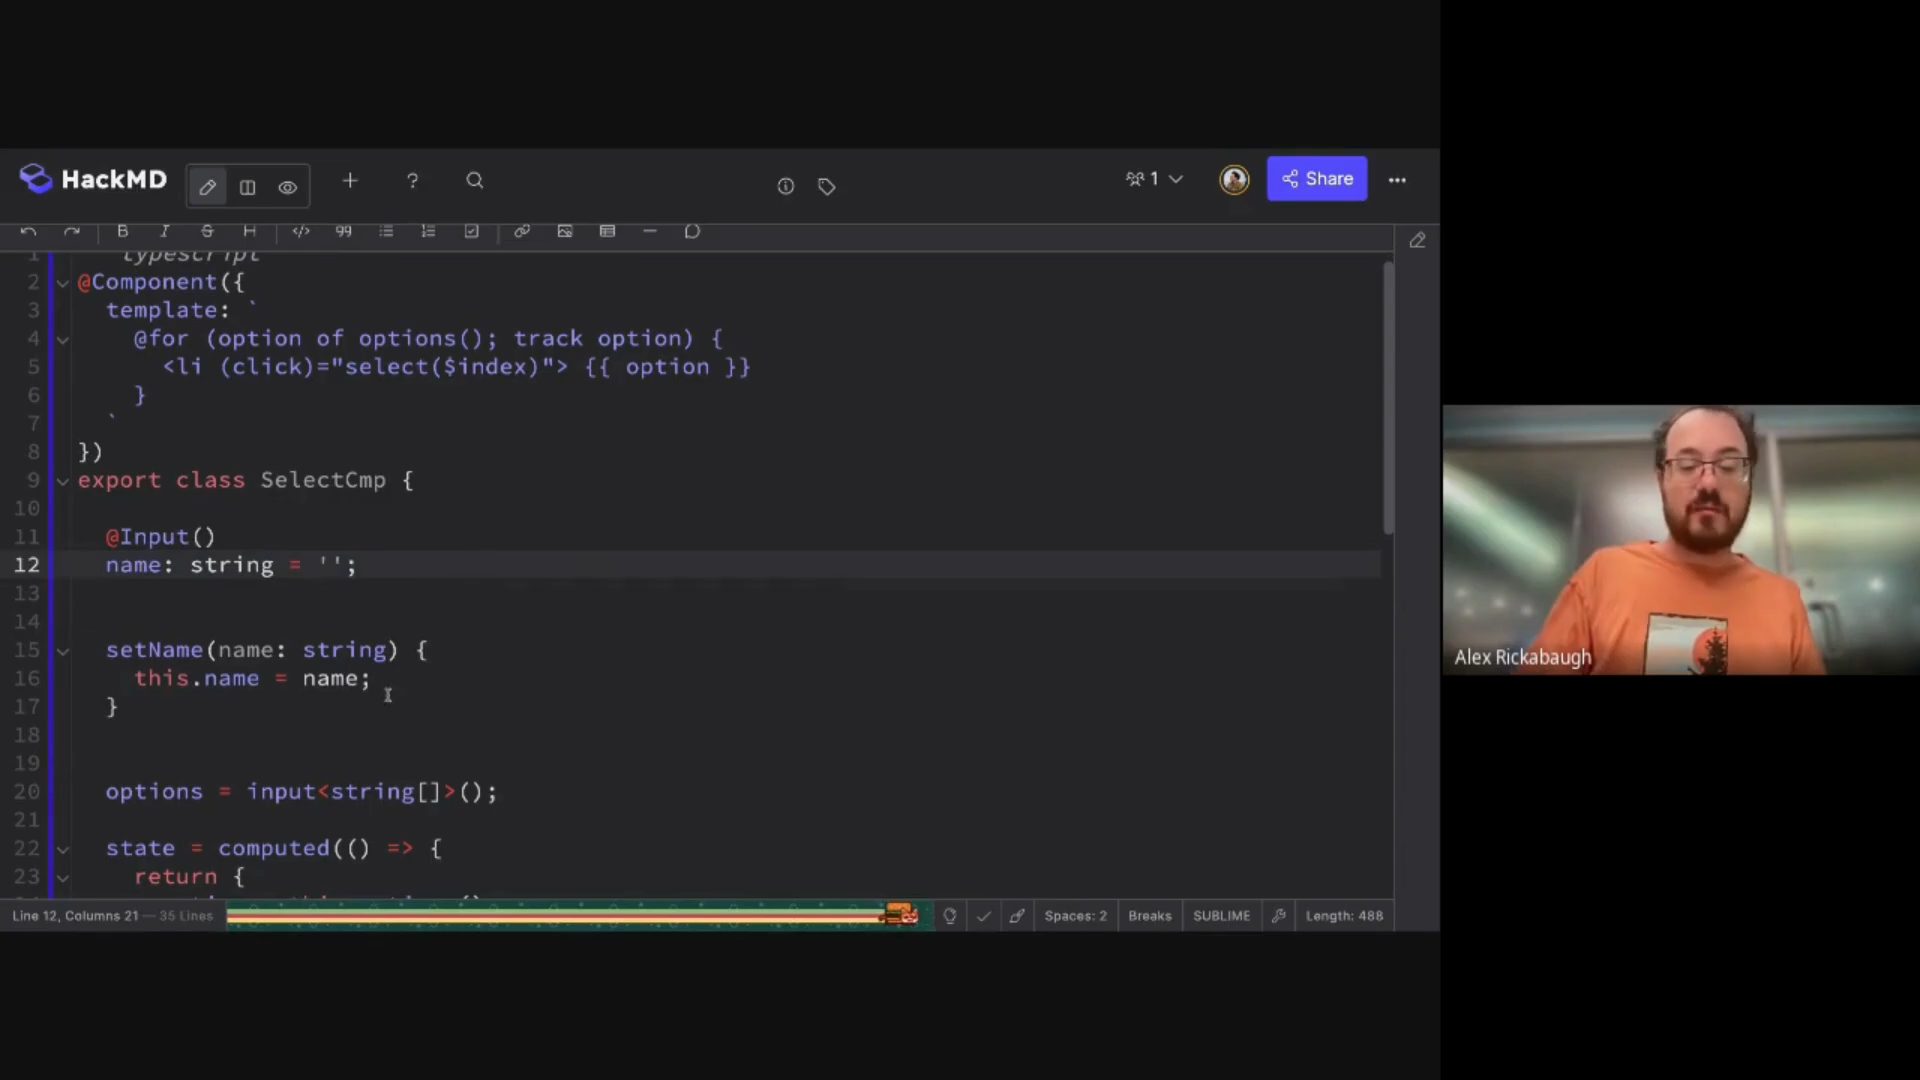 HackMD
1
Share
B I S H 99
1 typescript
2 @Component({
3 template: `
4 @for (option of options(); track option) {
5 <li (click)="select($index)"> {{ option }}
6 }
7 `
8 })
9 export class SelectCmp {
10
11 @Input()
12 name: string = '';
13
14
15 setName(name: string) {
16 this.name = name;
17 }
18
19
20 options = input<string[]>();
21
22 state = computed(() => {
23 return {
Line 12, Columns 21 — 35 Lines
Spaces: 2
Breaks
SUBLIME
Length: 488
Alex Rickabaugh